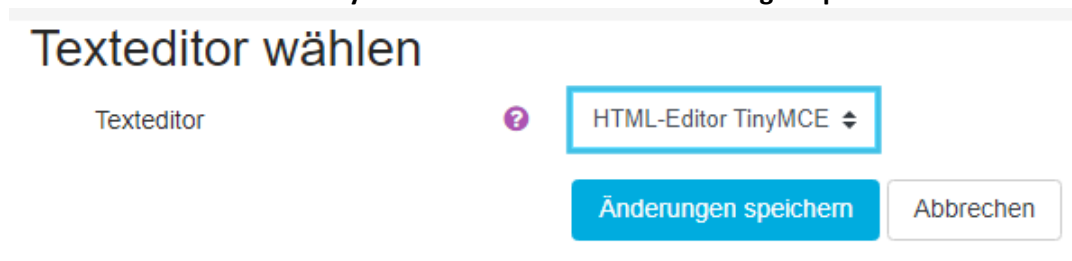 Texteditor wählen
Texteditor
HTML-Editor TinyMCE
Änderungen speichern Abbrechen